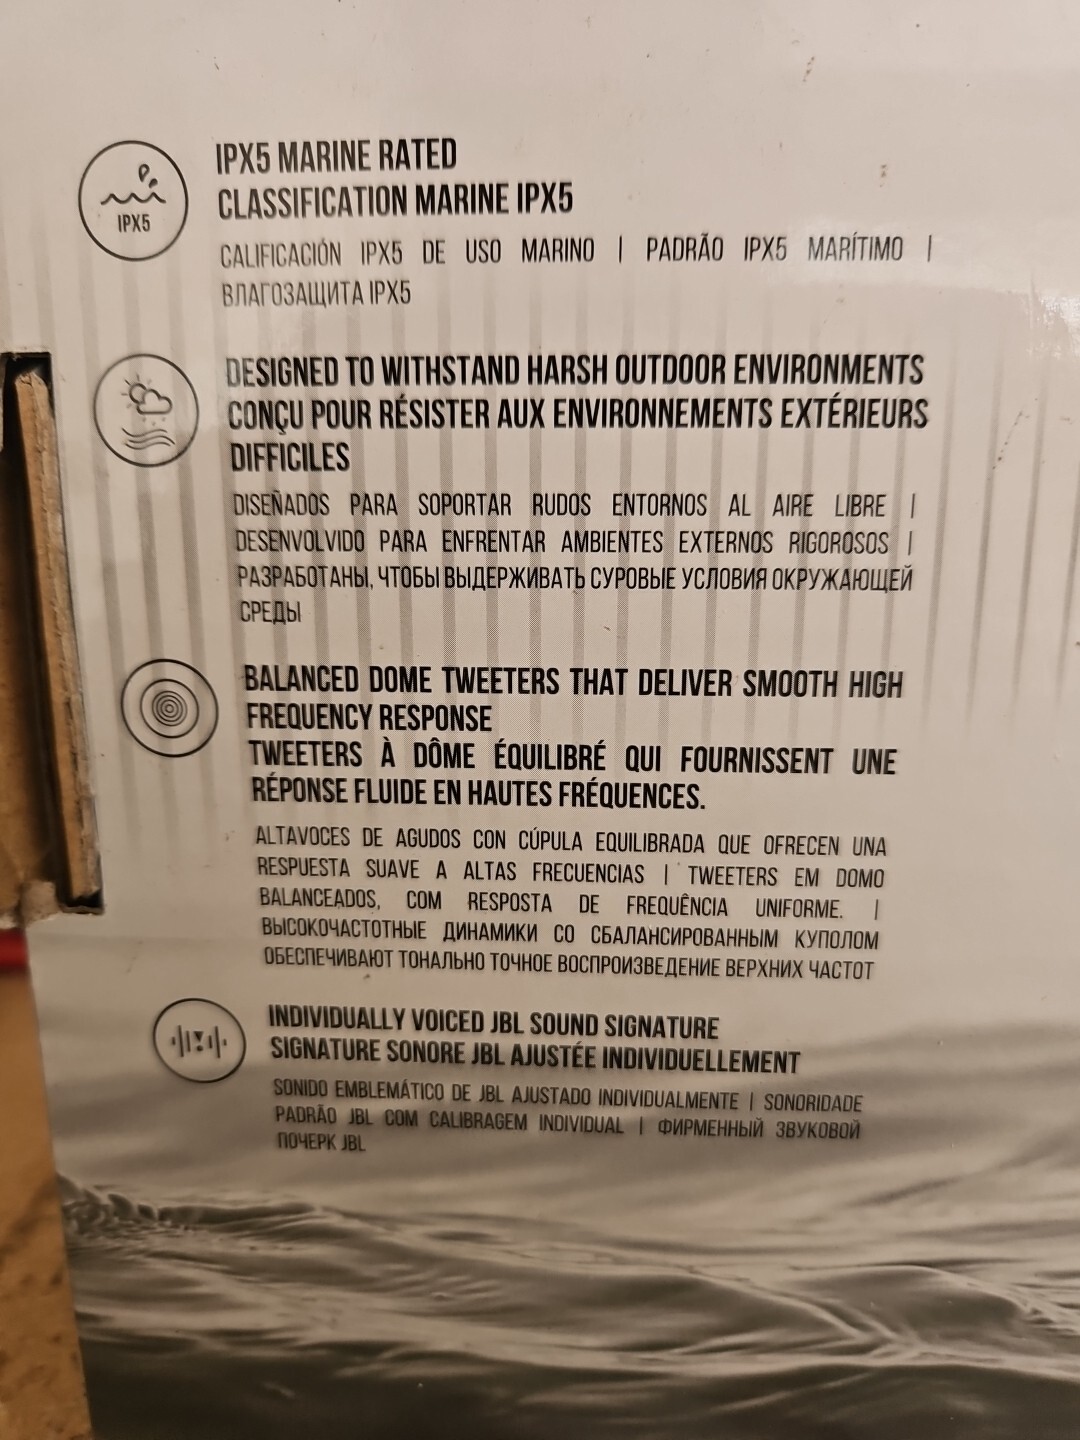 IPX5 MARINE RATED
CLASSIFICATION MARINE IPX5
IPX5
CALIFICACIÓN IPX5 DE USO MARINO | PADRÃO IPX5 MARÍTIMO |
ВЛАГОЗАЩИТА IPX5
DESIGNED TO WITHSTAND HARSH OUTDOOR ENVIRONMENTS
CONÇU POUR RÉSISTER AUX ENVIRONNEMENTS EXTÉRIEURS
DIFFICILES
DISEÑADOS PARA SOPORTAR RUDOS ENTORNOS AL AIRE LIBRE |
DESENVOLVIDO PARA ENFRENTAR AMBIENTES EXTERNOS RIGOROSOS |
РАЗРАБОТАНЫ, ЧТОБЫ ВЫДЕРЖИВАТЬ СУРОВЫЕ УСЛОВИЯ ОКРУЖАЮЩЕЙ
СРЕДЫ
BALANCED DOME TWEETERS THAT DELIVER SMOOTH HIGH
FREQUENCY RESPONSE
TWEETERS À DÔME ÉQUILIBRÉ QUI FOURNISSENT UNE
RÉPONSE FLUIDE EN HAUTES FRÉQUENCES.
ALTAVOCES DE AGUDOS CON CÚPULA EQUILIBRADA QUE OFRECEN UNA
RESPUESTA SUAVE A ALTAS FRECUENCIAS | TWEETERS EM DOMO
BALANCEADOS, COM RESPOSTA DE FREQUÊNCIA UNIFORME. |
ВЫСОКОЧАСТОТНЫЕ ДИНАМИКИ СО СБАЛАНСИРОВАННЫМ КУПОЛОМ
ОБЕСПЕЧИВАЮТ ТОНАЛЬНО ТОЧНОЕ ВОСПРОИЗВЕДЕНИЕ ВЕРХНИХ ЧАСТОТ
INDIVIDUALLY VOICED JBL SOUND SIGNATURE
SIGNATURE SONORE JBL AJUSTÉE INDIVIDUELLEMENT
SONIDO EMBLEMÁTICO DE JBL AJUSTADO INDIVIDUALMENTE | SONORIDADE
PADRÃO JBL COM CALIBRAGEM INDIVIDUAL | ФИРМЕННЫЙ ЗВУКОВОЙ
ПОЧЕРК JBL